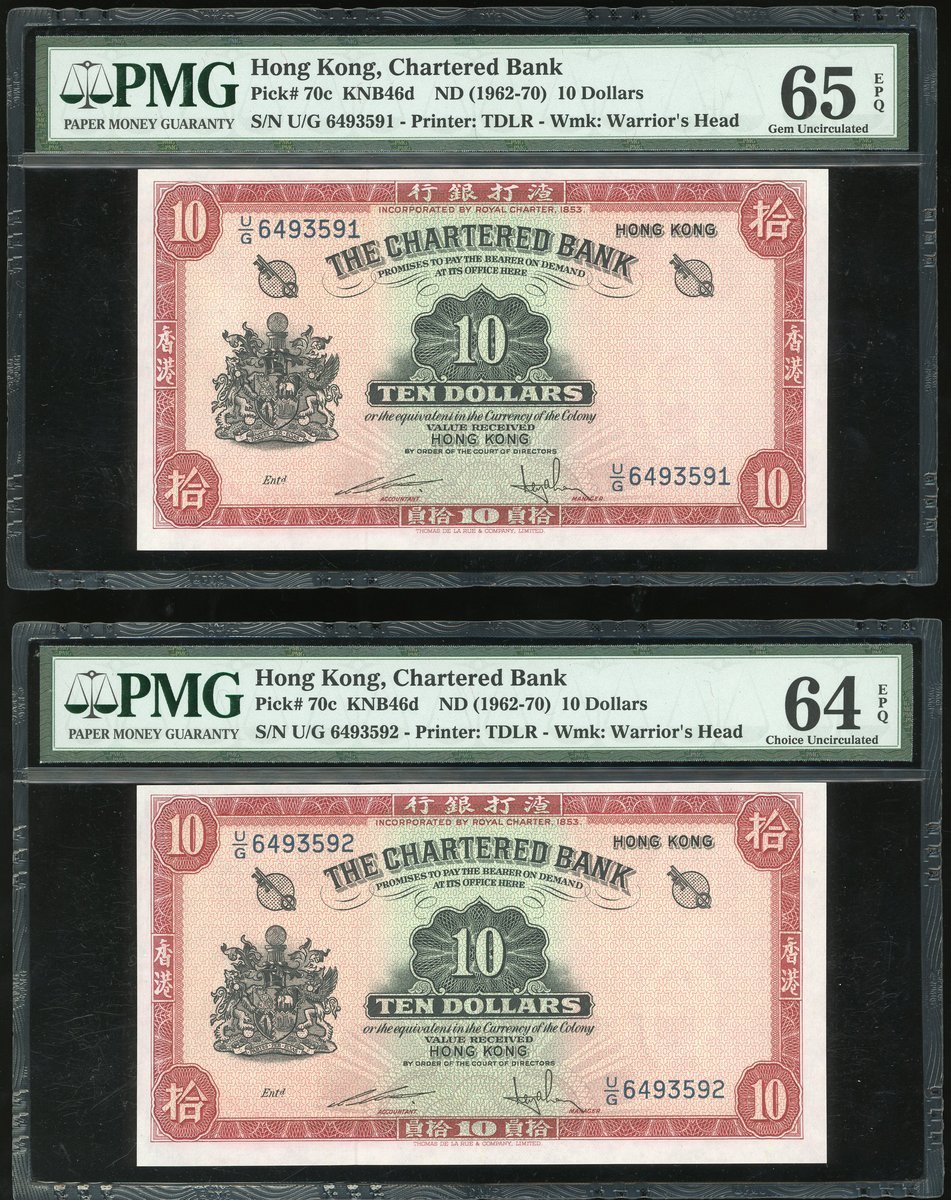 PMG
PAPER MONEY GUARANTY
Hong Kong, Chartered Bank
Pick# 70c KNB46d ND (1962-70) 10 Dollars
S/N U/G 6493591 - Printer: TDLR - Wmk: Warrior's Head
65 EPQ
Gem Uncirculated
行銀打渣
INCORPORATED BY ROYAL CHARTER, 1853.
10
拾
U/G 6493591
HONG KONG
THE CHARTERED BANK
PROMISES TO PAY THE BEARER ON DEMAND
AT ITS OFFICE HERE
10
香港
香港
TEN DOLLARS
or the equivalent in the Currency of the Colony
VALUE RECEIVED
HONG KONG
BY ORDER OF THE COURT OF DIRECTORS
Entd
U/G 6493591
ACCOUNTANT
MANAGER
拾
10
員拾 10 員拾
THOMAS DE LA RUE & COMPANY, LIMITED.
PMG
PAPER MONEY GUARANTY
Hong Kong, Chartered Bank
Pick# 70c KNB46d ND (1962-70) 10 Dollars
S/N U/G 6493592 - Printer: TDLR - Wmk: Warrior's Head
64 EPQ
Choice Uncirculated
行銀打渣
INCORPORATED BY ROYAL CHARTER, 1853.
10
拾
U/G 6493592
HONG KONG
THE CHARTERED BANK
PROMISES TO PAY THE BEARER ON DEMAND
AT ITS OFFICE HERE
10
香港
香港
TEN DOLLARS
or the equivalent in the Currency of the Colony
VALUE RECEIVED
HONG KONG
BY ORDER OF THE COURT OF DIRECTORS
Entd
U/G 6493592
ACCOUNTANT
MANAGER
拾
10
員拾 10 員拾
THOMAS DE LA RUE & COMPANY, LIMITED.